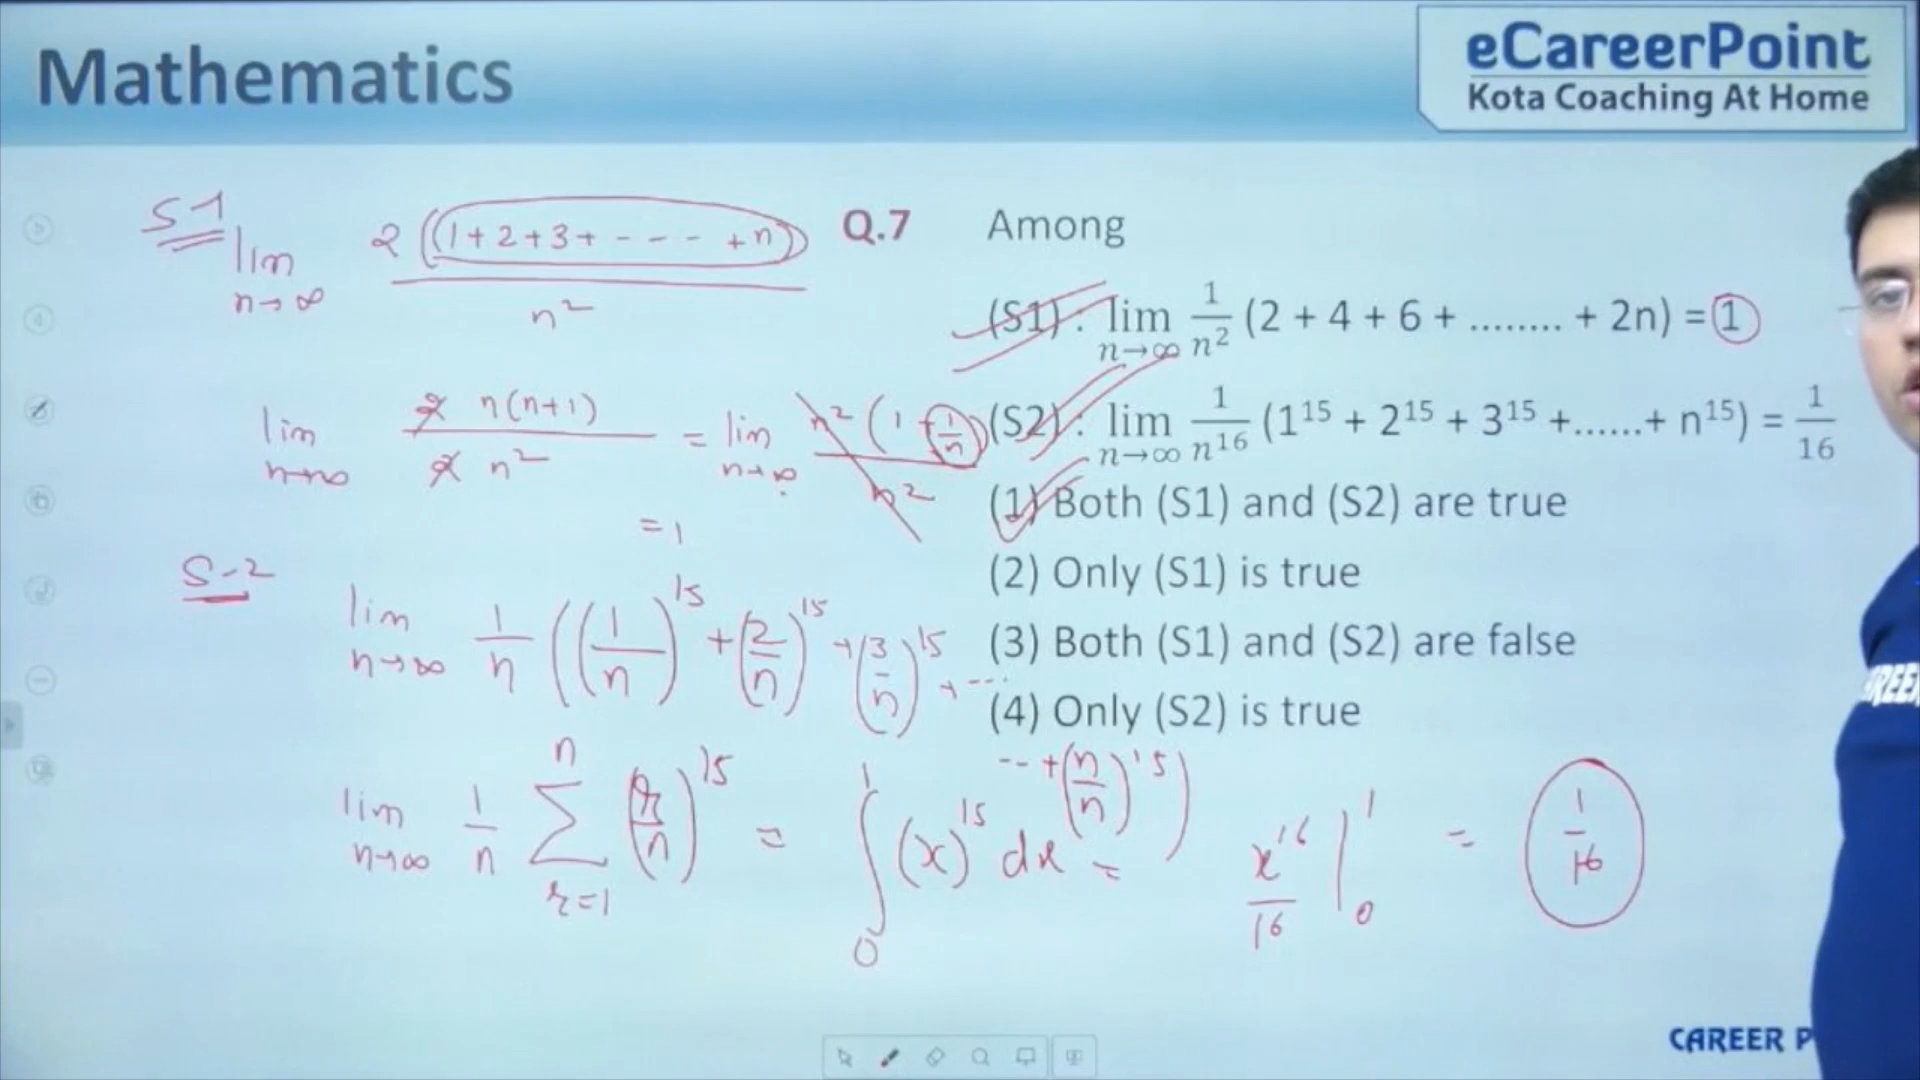 Mathematics
eCareerPoint
Kota Coaching At Home
S1
lim n→∞ 2(1+2+3+---- +n) / n²
lim n→∞ 2 n(n+1) / 2 n² = lim n→∞ n²(1+1/n) / n²
= 1
S-2
lim n→∞ 1/n ((1/n)^15 + (2/n)^15 + (3/n)^15 + ---
-- + (n/n)^15)
lim n→∞ 1/n ∑ r=1 n (r/n)^15 = ∫ 0 1 (x)^15 dx = x^16/16 | 0 1 = 1/16
Q.7 Among
(S1) : lim n→∞ 1/n² (2 + 4 + 6 + ........ + 2n) = 1
(S2) : lim n→∞ 1/n¹⁶ (1¹⁵ + 2¹⁵ + 3¹⁵ +......+ n¹⁵) = 1/16
(1) Both (S1) and (S2) are true
(2) Only (S1) is true
(3) Both (S1) and (S2) are false
(4) Only (S2) is true
CAREER P